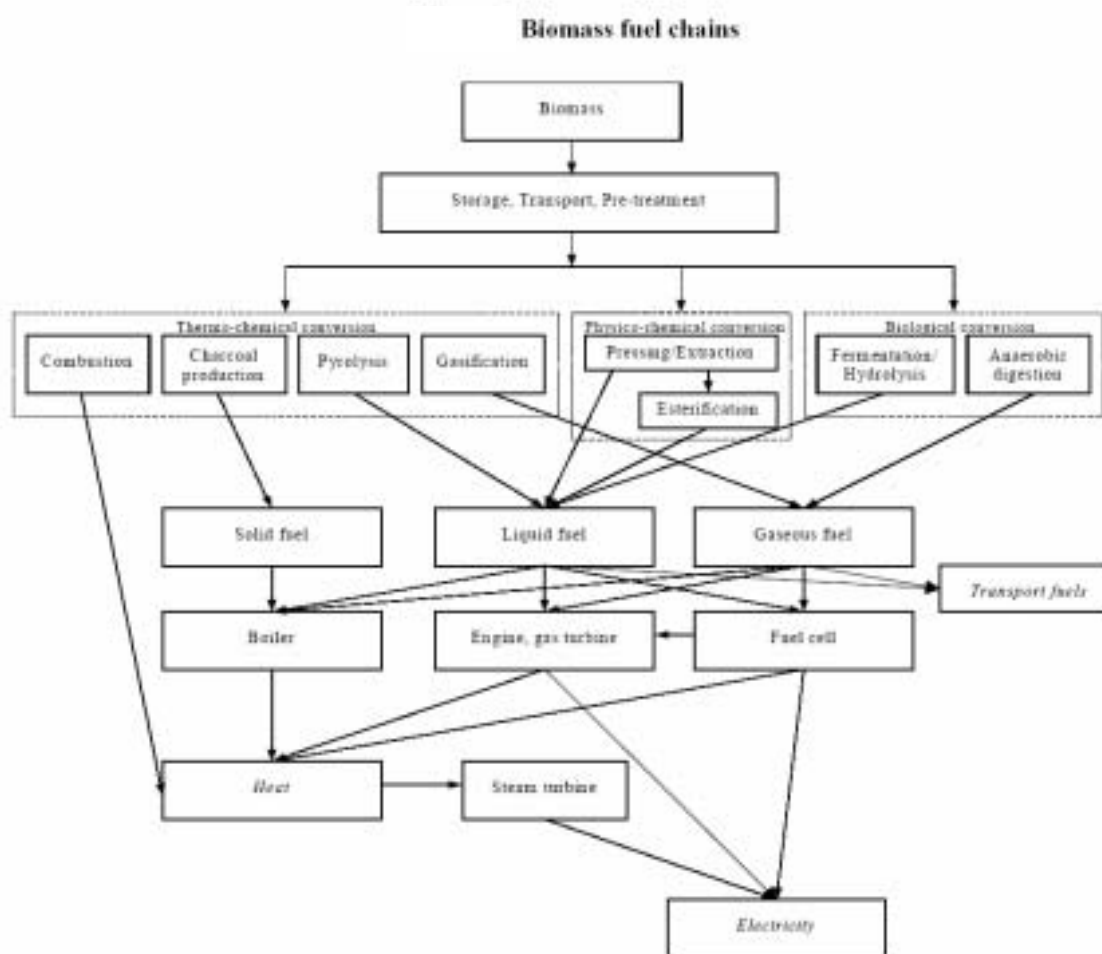 Biomass fuel chains
Biomass
Storage, Transport, Pre-treatment
Thermo-chemical conversion
Physico-chemical conversion
Biological conversion
Combustion
Charcoal
production
Pyrolysis
Gasification
Pressing/Extraction
Esterification
Fermentation/
Hydrolysis
Anaerobic
digestion
Solid fuel
Liquid fuel
Gaseous fuel
Transport fuels
Boiler
Engine, gas turbine
Fuel cell
Heat
Steam turbine
Electricity